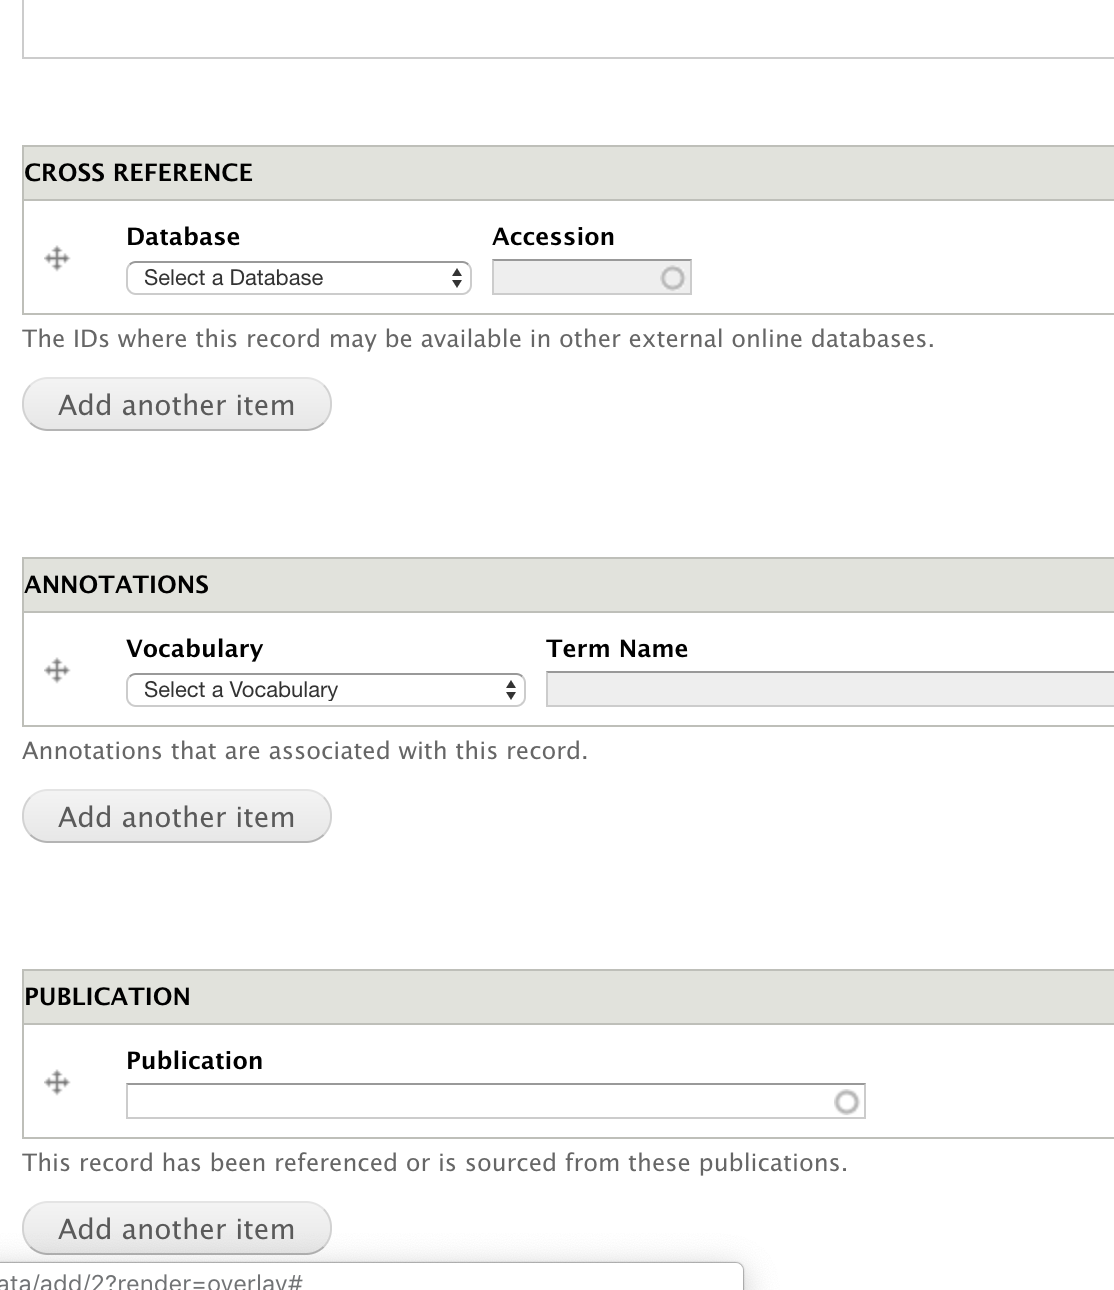 CROSS REFERENCE
Database Accession
Select a Database
The IDs where this record may be available in other external online databases.
Add another item
ANNOTATIONS
Vocabulary Term Name
Select a Vocabulary
Annotations that are associated with this record.
Add another item
PUBLICATION
Publication
This record has been referenced or is sourced from these publications.
Add another item
ata/add/2?render=overlay#